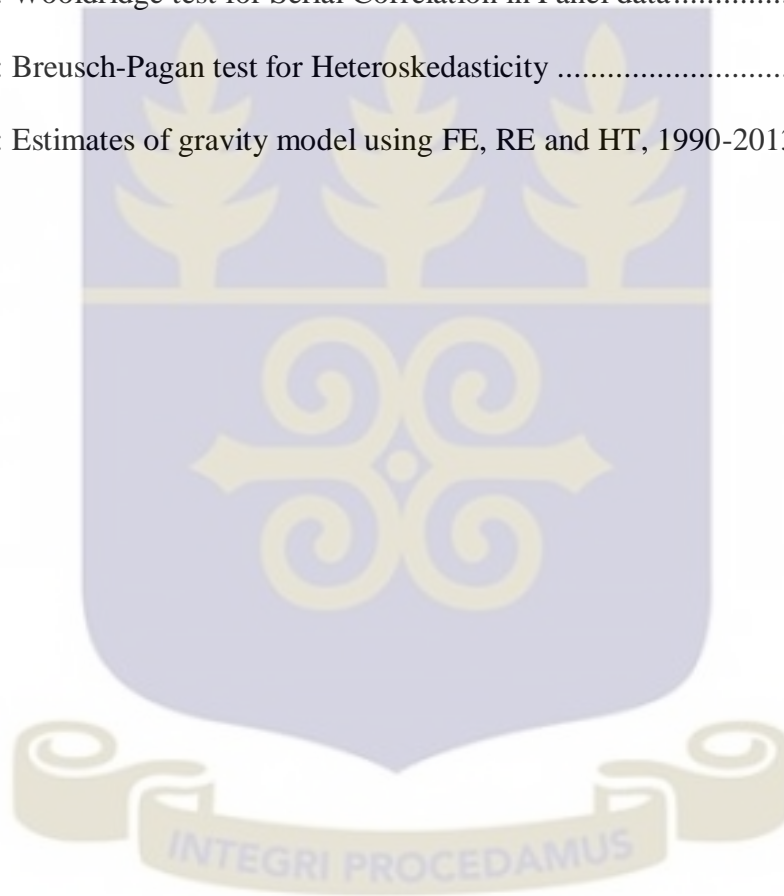 : Wooldridge test for Serial Correlation in Panel data..............
: Breusch-Pagan test for Heteroskedasticity ..........................
: Estimates of gravity model using FE, RE and HT, 1990-2013
INTEGRI PROCEDAMUS